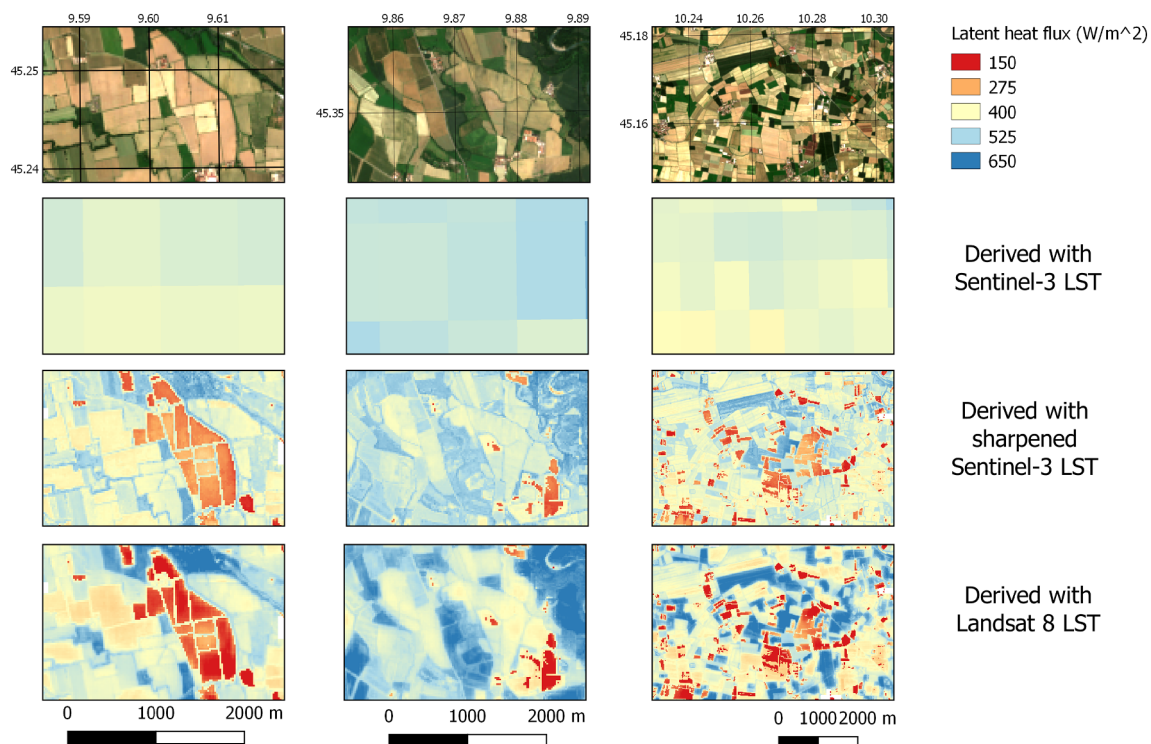 9.59 9.60 9.61
9.86 9.87 9.88 9.89
10.24 10.26 10.28 10.30
45.25
45.24
45.35
45.18
45.16
Latent heat flux (W/m^2)
150
275
400
525
650
Derived with
Sentinel-3 LST
Derived with
sharpened
Sentinel-3 LST
Derived with
Landsat 8 LST
0 1000 2000 m
0 1000 2000 m
0 1000 2000 m